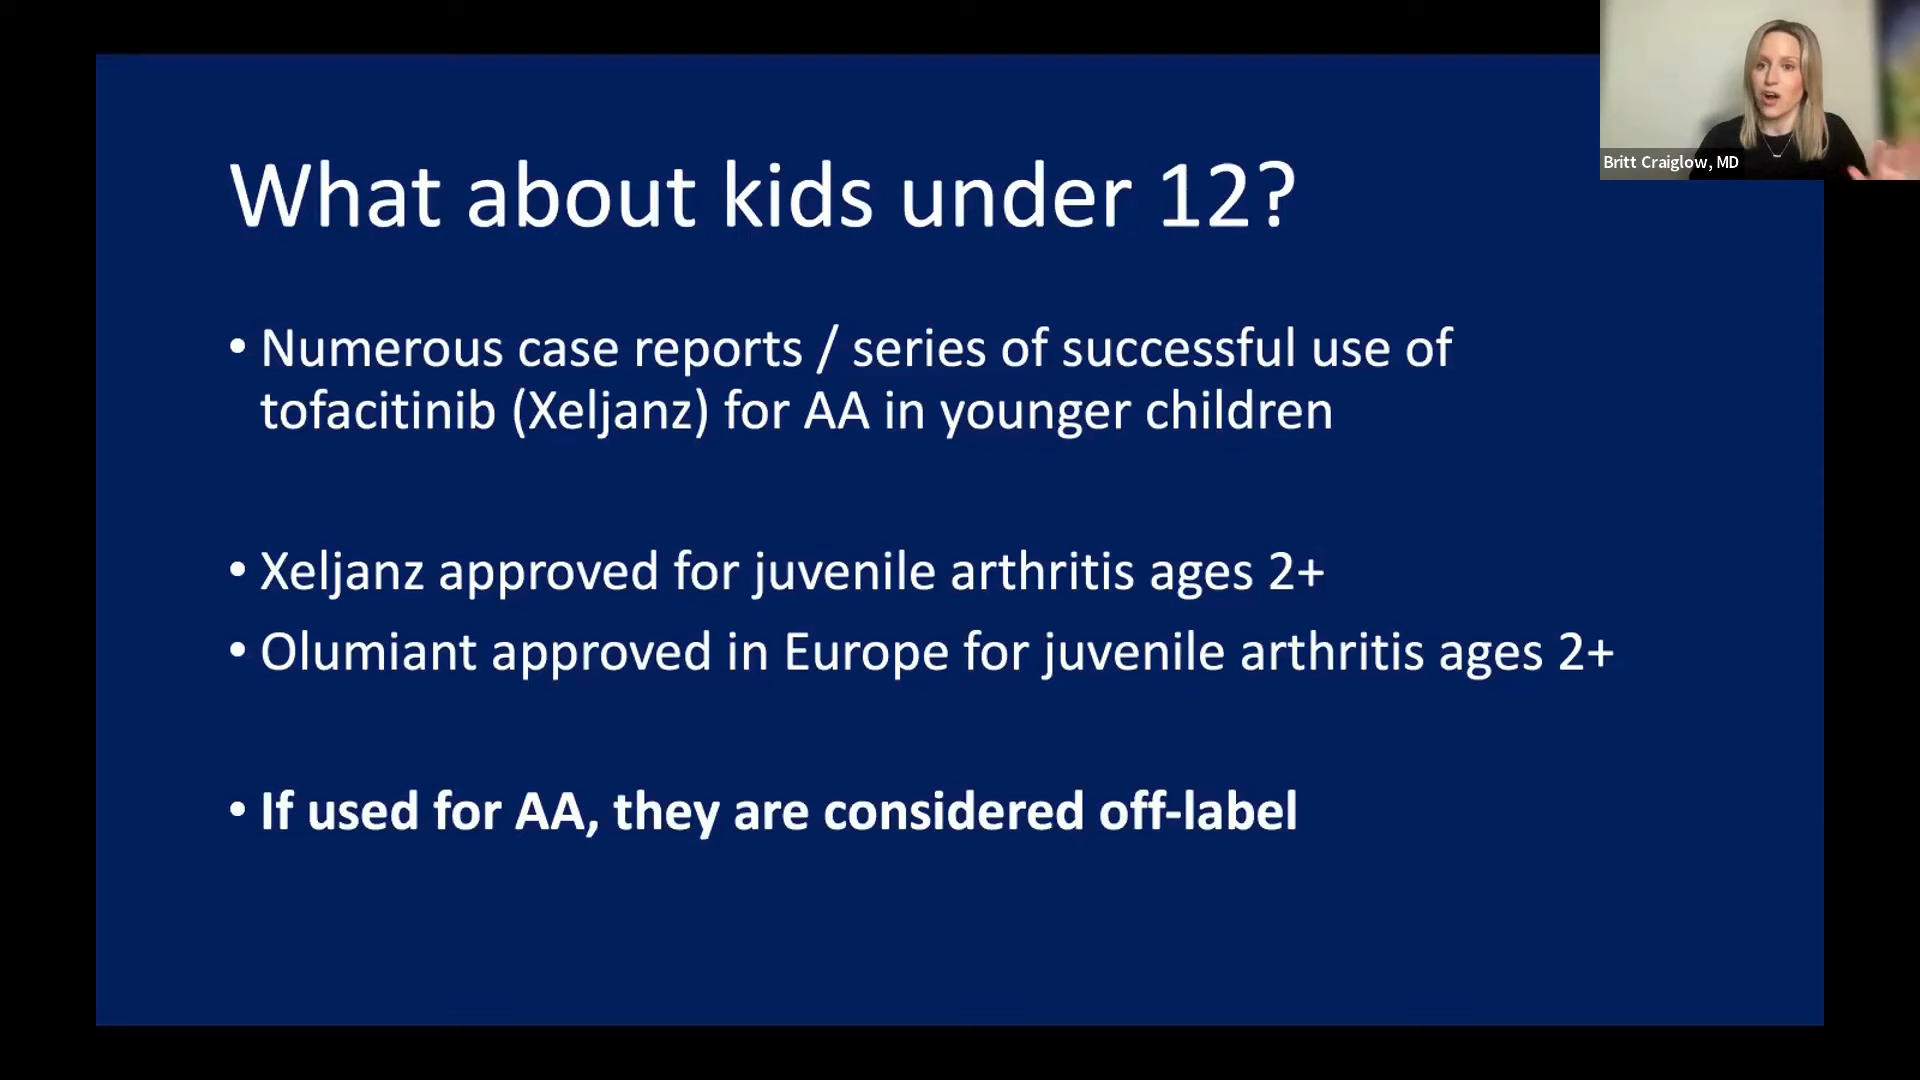 What about kids under 12?
• Numerous case reports / series of successful use of
tofacitinib (Xeljanz) for AA in younger children
• Xeljanz approved for juvenile arthritis ages 2+
• Olumiant approved in Europe for juvenile arthritis ages 2+
• If used for AA, they are considered off-label
Britt Craiglow, MD